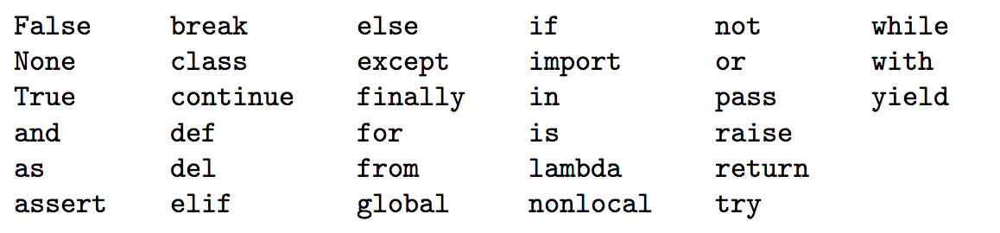 False break else if not while
None class except import or with
True continue finally in pass yield
and def for is raise
as del from lambda return
assert elif global nonlocal try